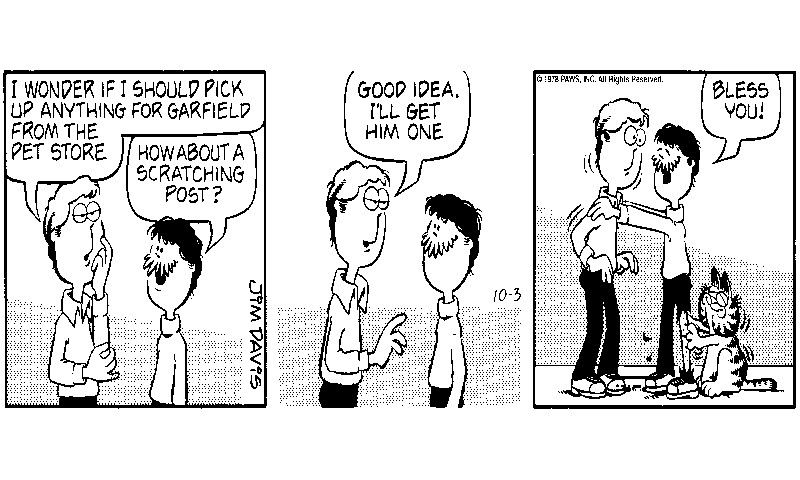 I WONDER IF I SHOULD PICK
UP ANYTHING FOR GARFIELD
FROM THE
PET STORE
HOW ABOUT A
SCRATCHING
POST?
JIM DAVIS
GOOD IDEA.
I'LL GET
HIM ONE
10-3
© 1978 PAWS, INC. All Rights Reserved.
BLESS
YOU!